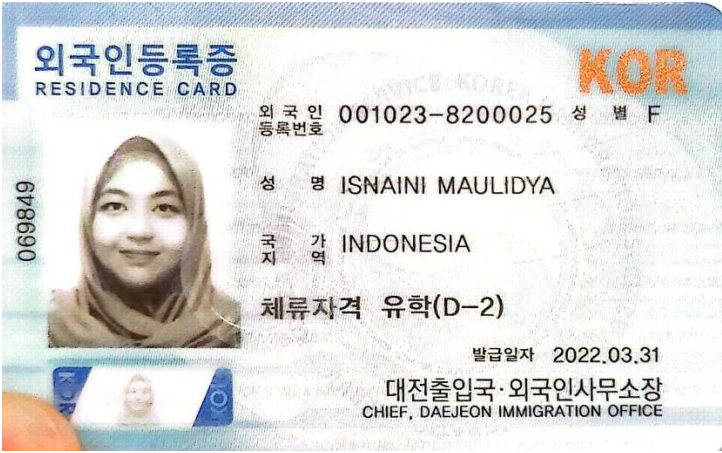 외국인등록증
KOR
RESIDENCE CARD
외국인
등록번호 001023-8200025 성 별 F
성 명 ISNAINI MAULIDYA
국 가
지 역 INDONESIA
체류자격 유학(D-2)
발급일자 2022.03.31
대전출입국·외국인사무소장
CHIEF, DAEJEON IMMIGRATION OFFICE
069849